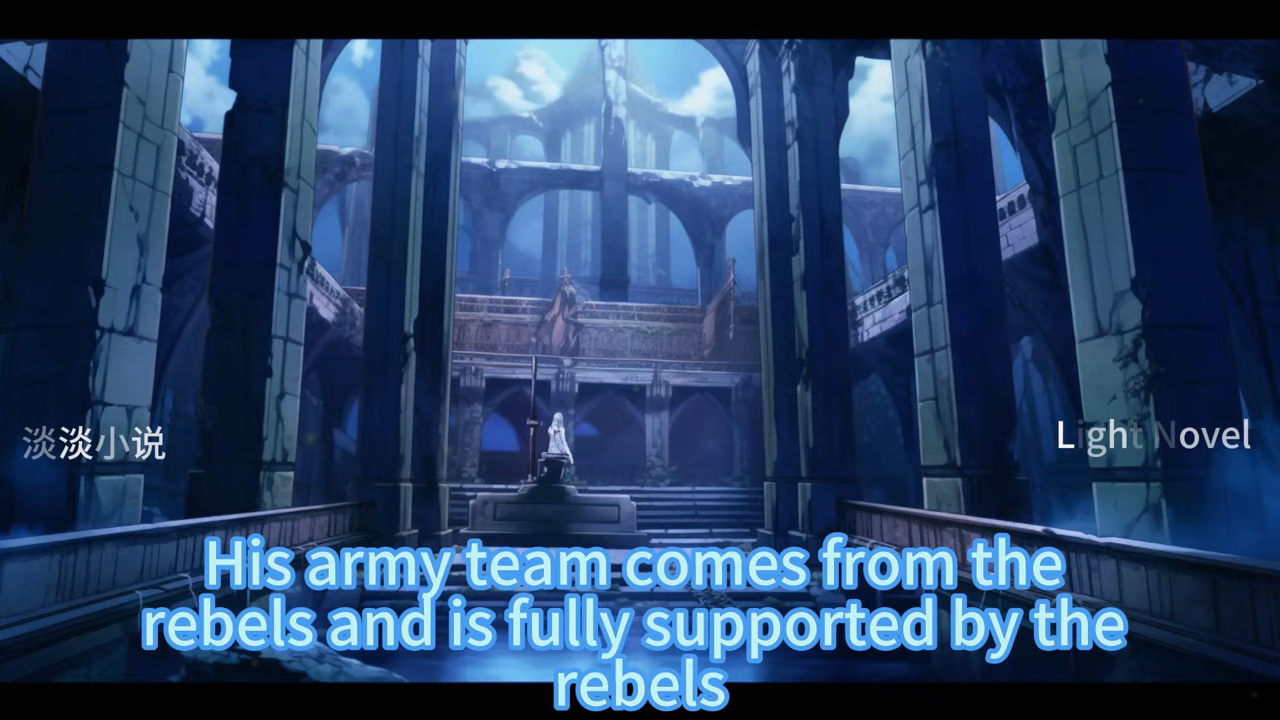 淡淡小说
Light Novel
His army team comes from the
rebels and is fully supported by the
rebels